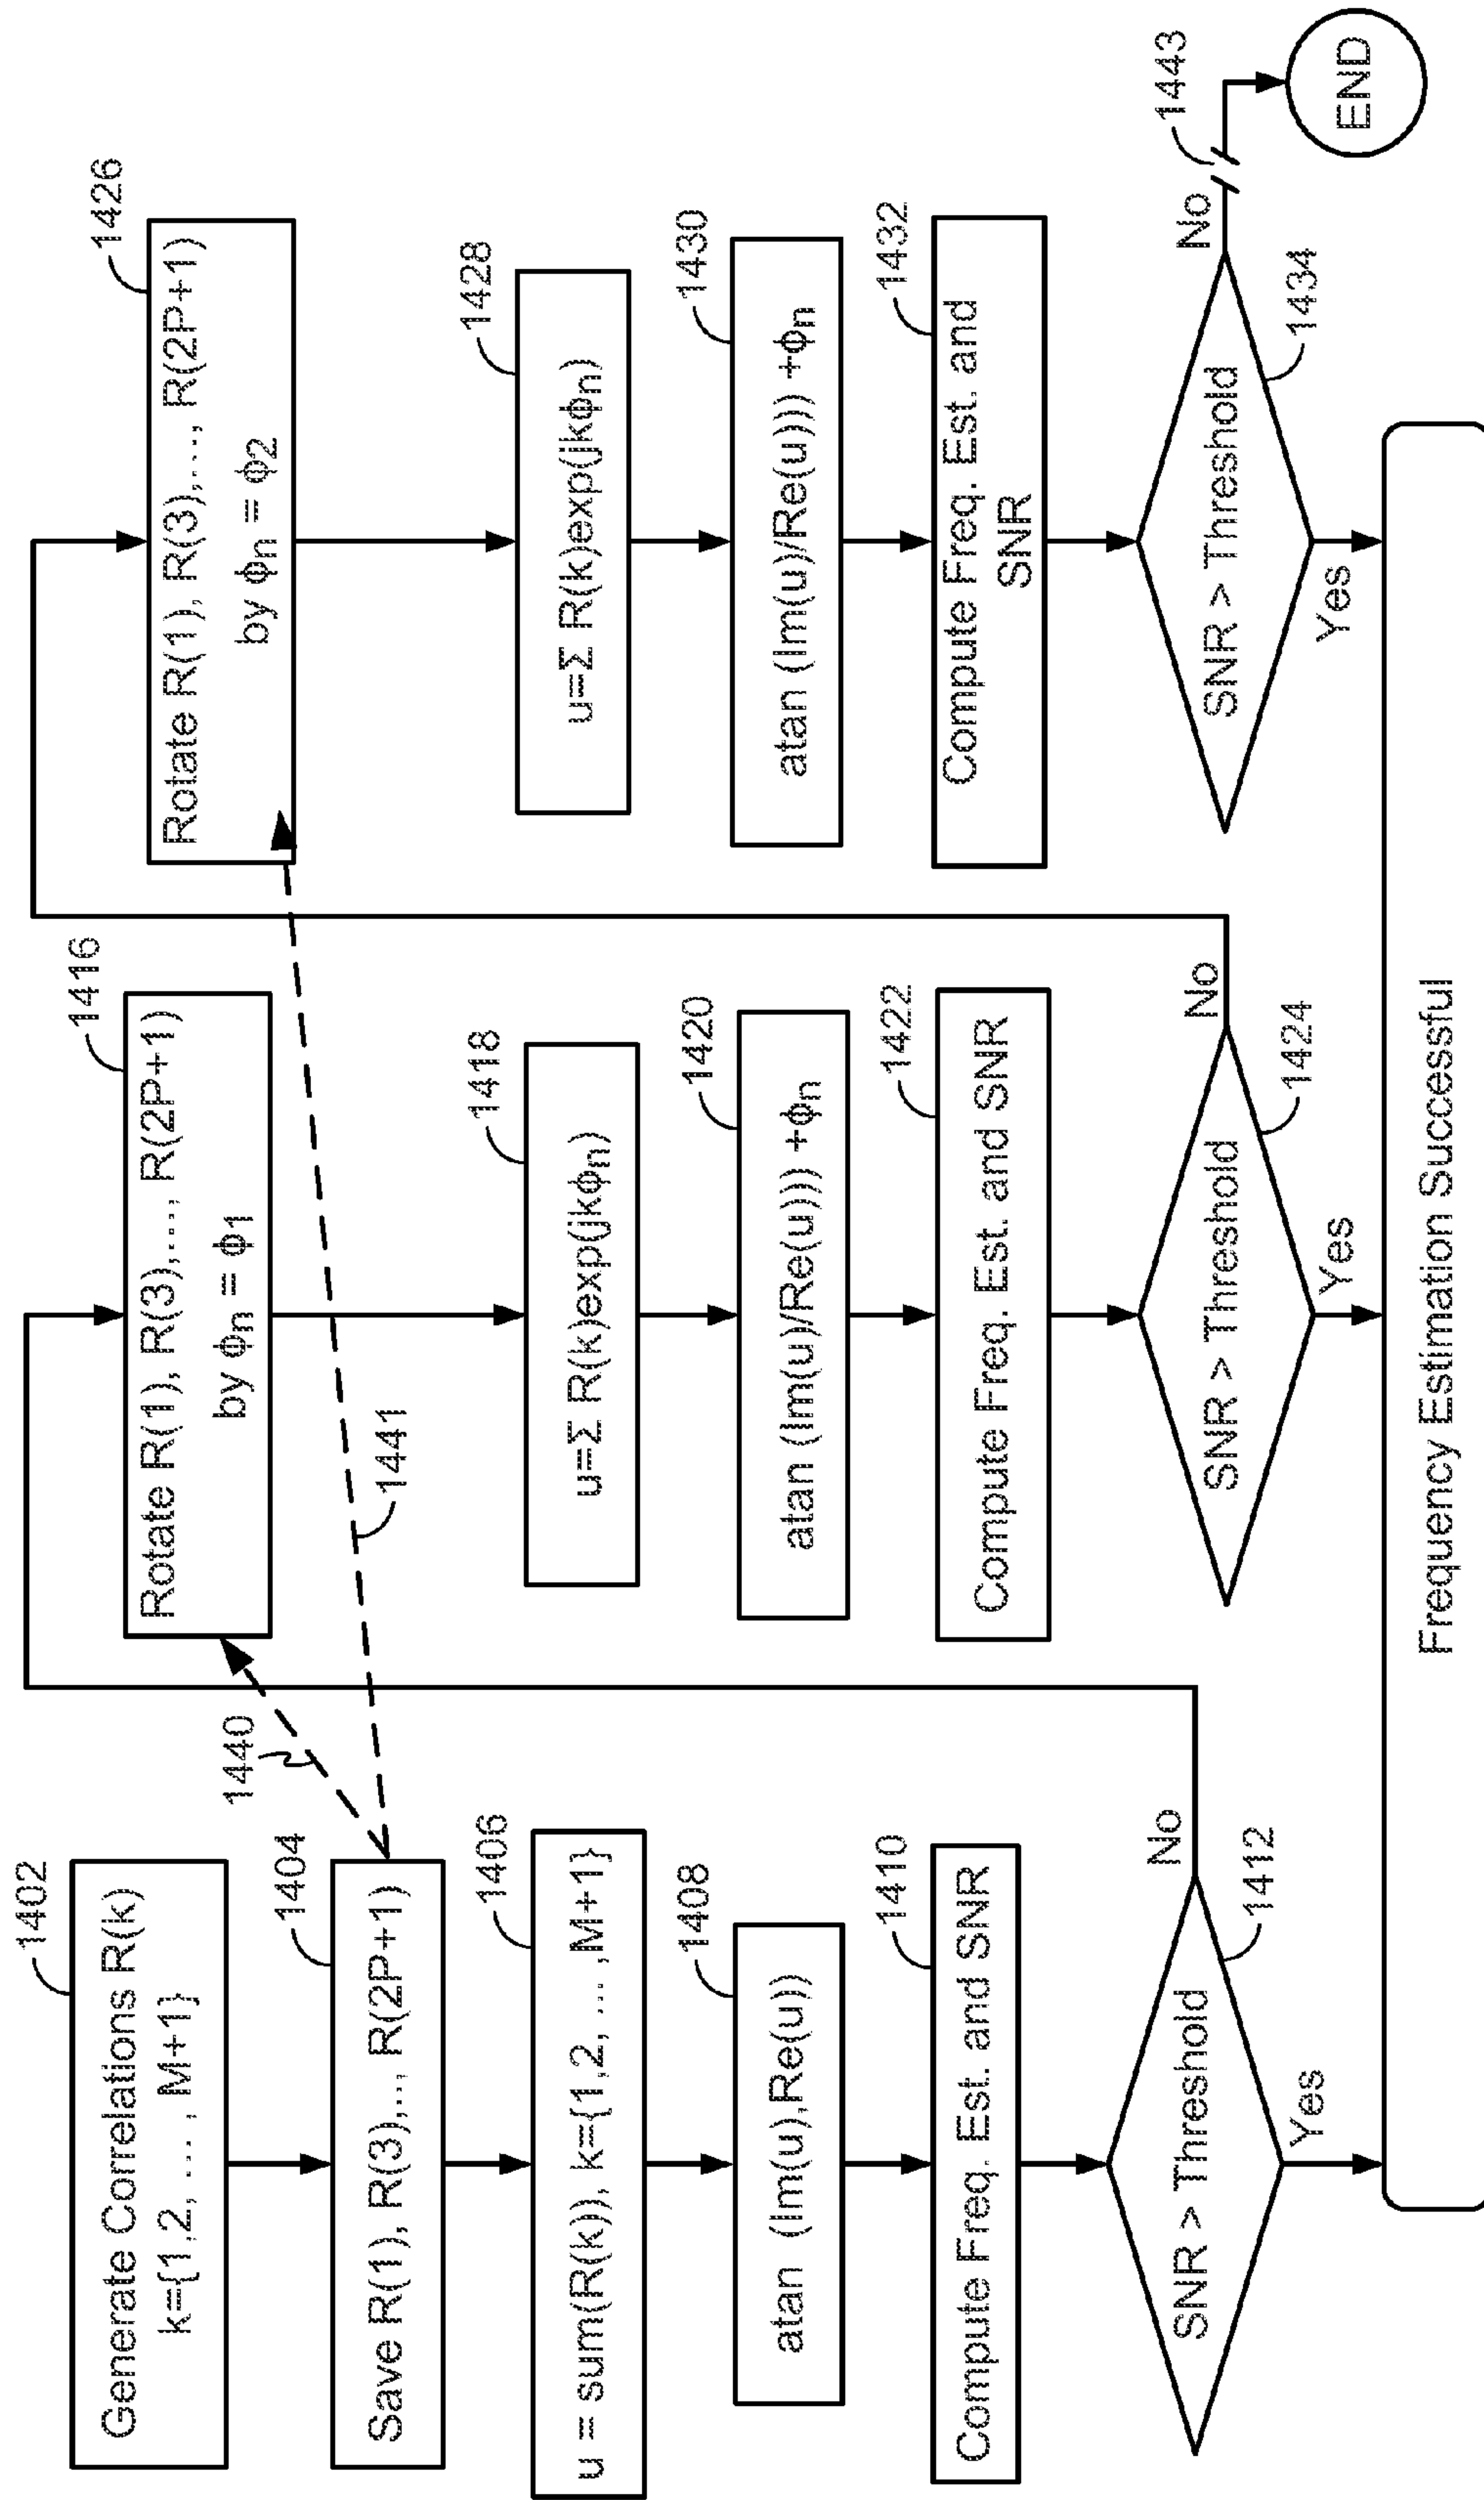 1402
Generate Correlations R(k)
k={1,2, ... , M+1}
1404
Save R(1), R(3),... R(2P+1)
1406
u = sum(R(k)), k={1,2, ... ,M+1}
1408
atan (Im(u),Re(u))
1410
Compute Freq. Est. and SNR
SNR > Threshold
1412
No
Yes
1440
1441
1416
Rotate R(1), R(3),..., R(2P+1)
by ϕn = ϕ1
1418
u=Σ R(k)exp(jkϕn)
1420
atan (Im(u)/Re(u))) +ϕn
1422
Compute Freq. Est. and SNR
SNR > Threshold
1424
No
Yes
1426
Rotate R(1), R(3),..., R(2P+1)
by ϕn = ϕ2
1428
u=Σ R(k)exp(jkϕn)
1430
atan (Im(u)/Re(u))) +ϕn
1432
Compute Freq. Est. and
SNR
SNR > Threshold
1434
No
Yes
1443
END
Frequency Estimation Successful